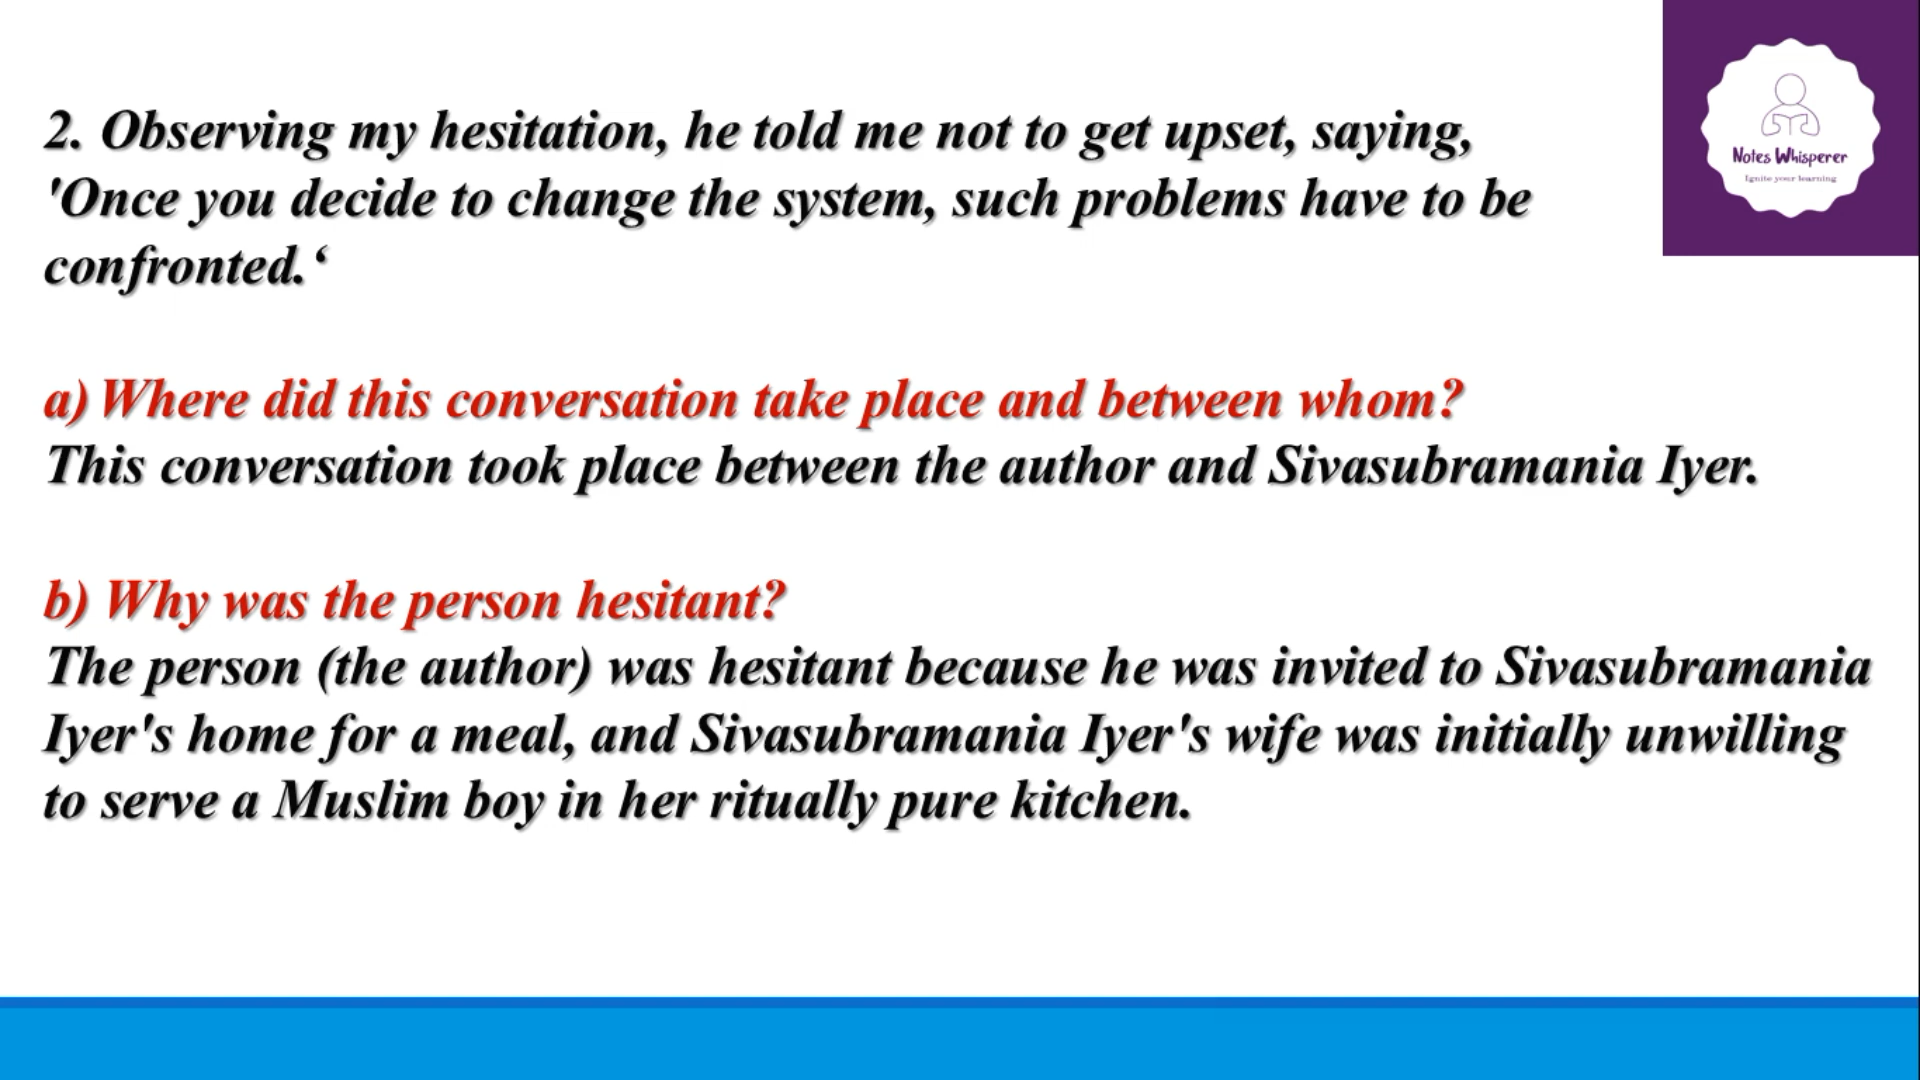 2. Observing my hesitation, he told me not to get upset, saying,
'Once you decide to change the system, such problems have to be
confronted.‘
a) Where did this conversation take place and between whom?
This conversation took place between the author and Sivasubramania Iyer.
b) Why was the person hesitant?
The person (the author) was hesitant because he was invited to Sivasubramania
Iyer's home for a meal, and Sivasubramania Iyer's wife was initially unwilling
to serve a Muslim boy in her ritually pure kitchen.
Notes Whisperer
Ignite your learning